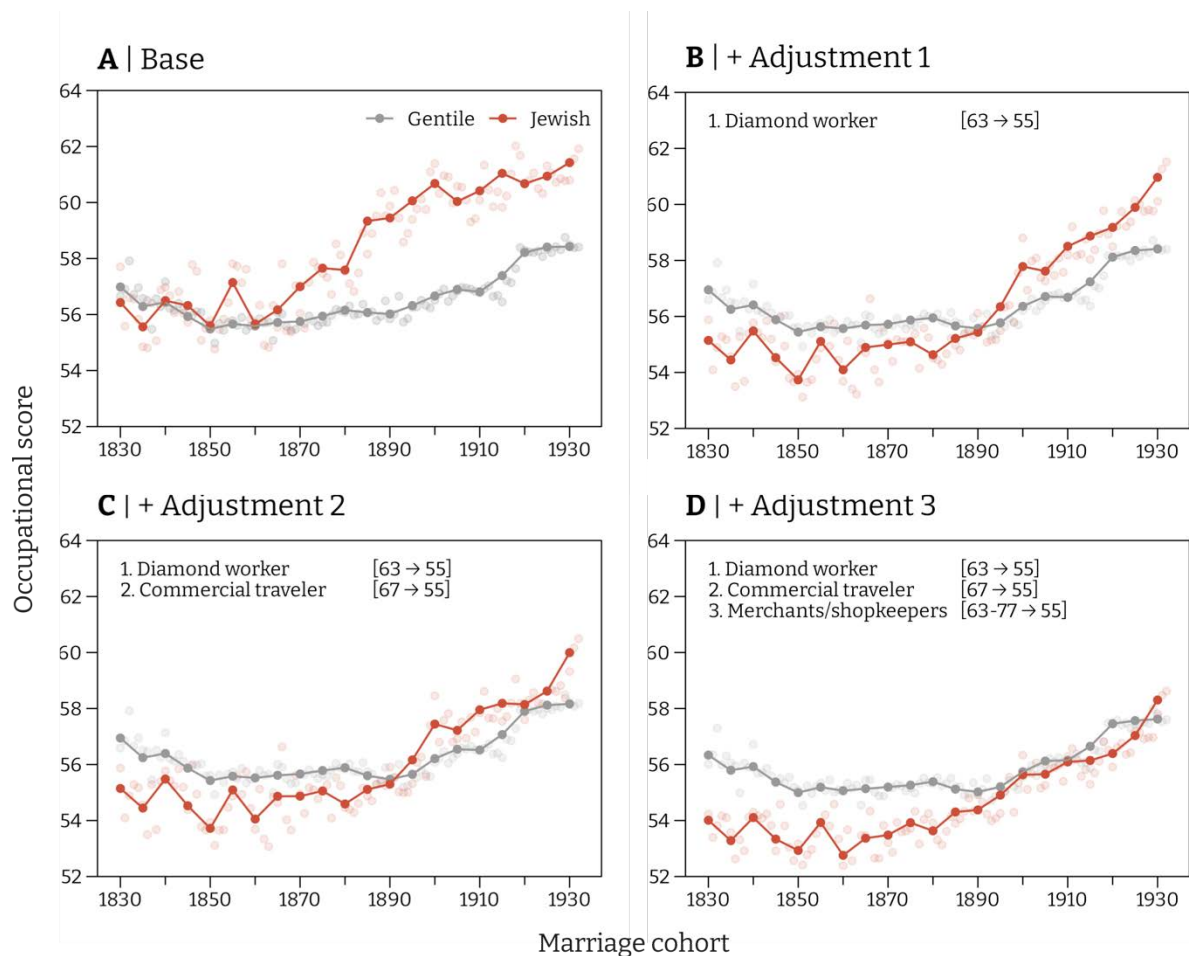 A | Base
64
62
60
58
56
54
52
Gentile
Jewish
1830 1850 1870 1890 1910 1930
B | + Adjustment 1
64
62
60
58
56
54
52
1. Diamond worker [63 → 55]
1830 1850 1870 1890 1910 1930
Occupational score
C | + Adjustment 2
64
62
60
58
56
54
52
1. Diamond worker [63 → 55]
2. Commercial traveler [67 → 55]
1830 1850 1870 1890 1910 1930
D | + Adjustment 3
64
62
60
58
56
54
52
1. Diamond worker [63 → 55]
2. Commercial traveler [67 → 55]
3. Merchants/shopkeepers [63-77 → 55]
1830 1850 1870 1890 1910 1930
Marriage cohort